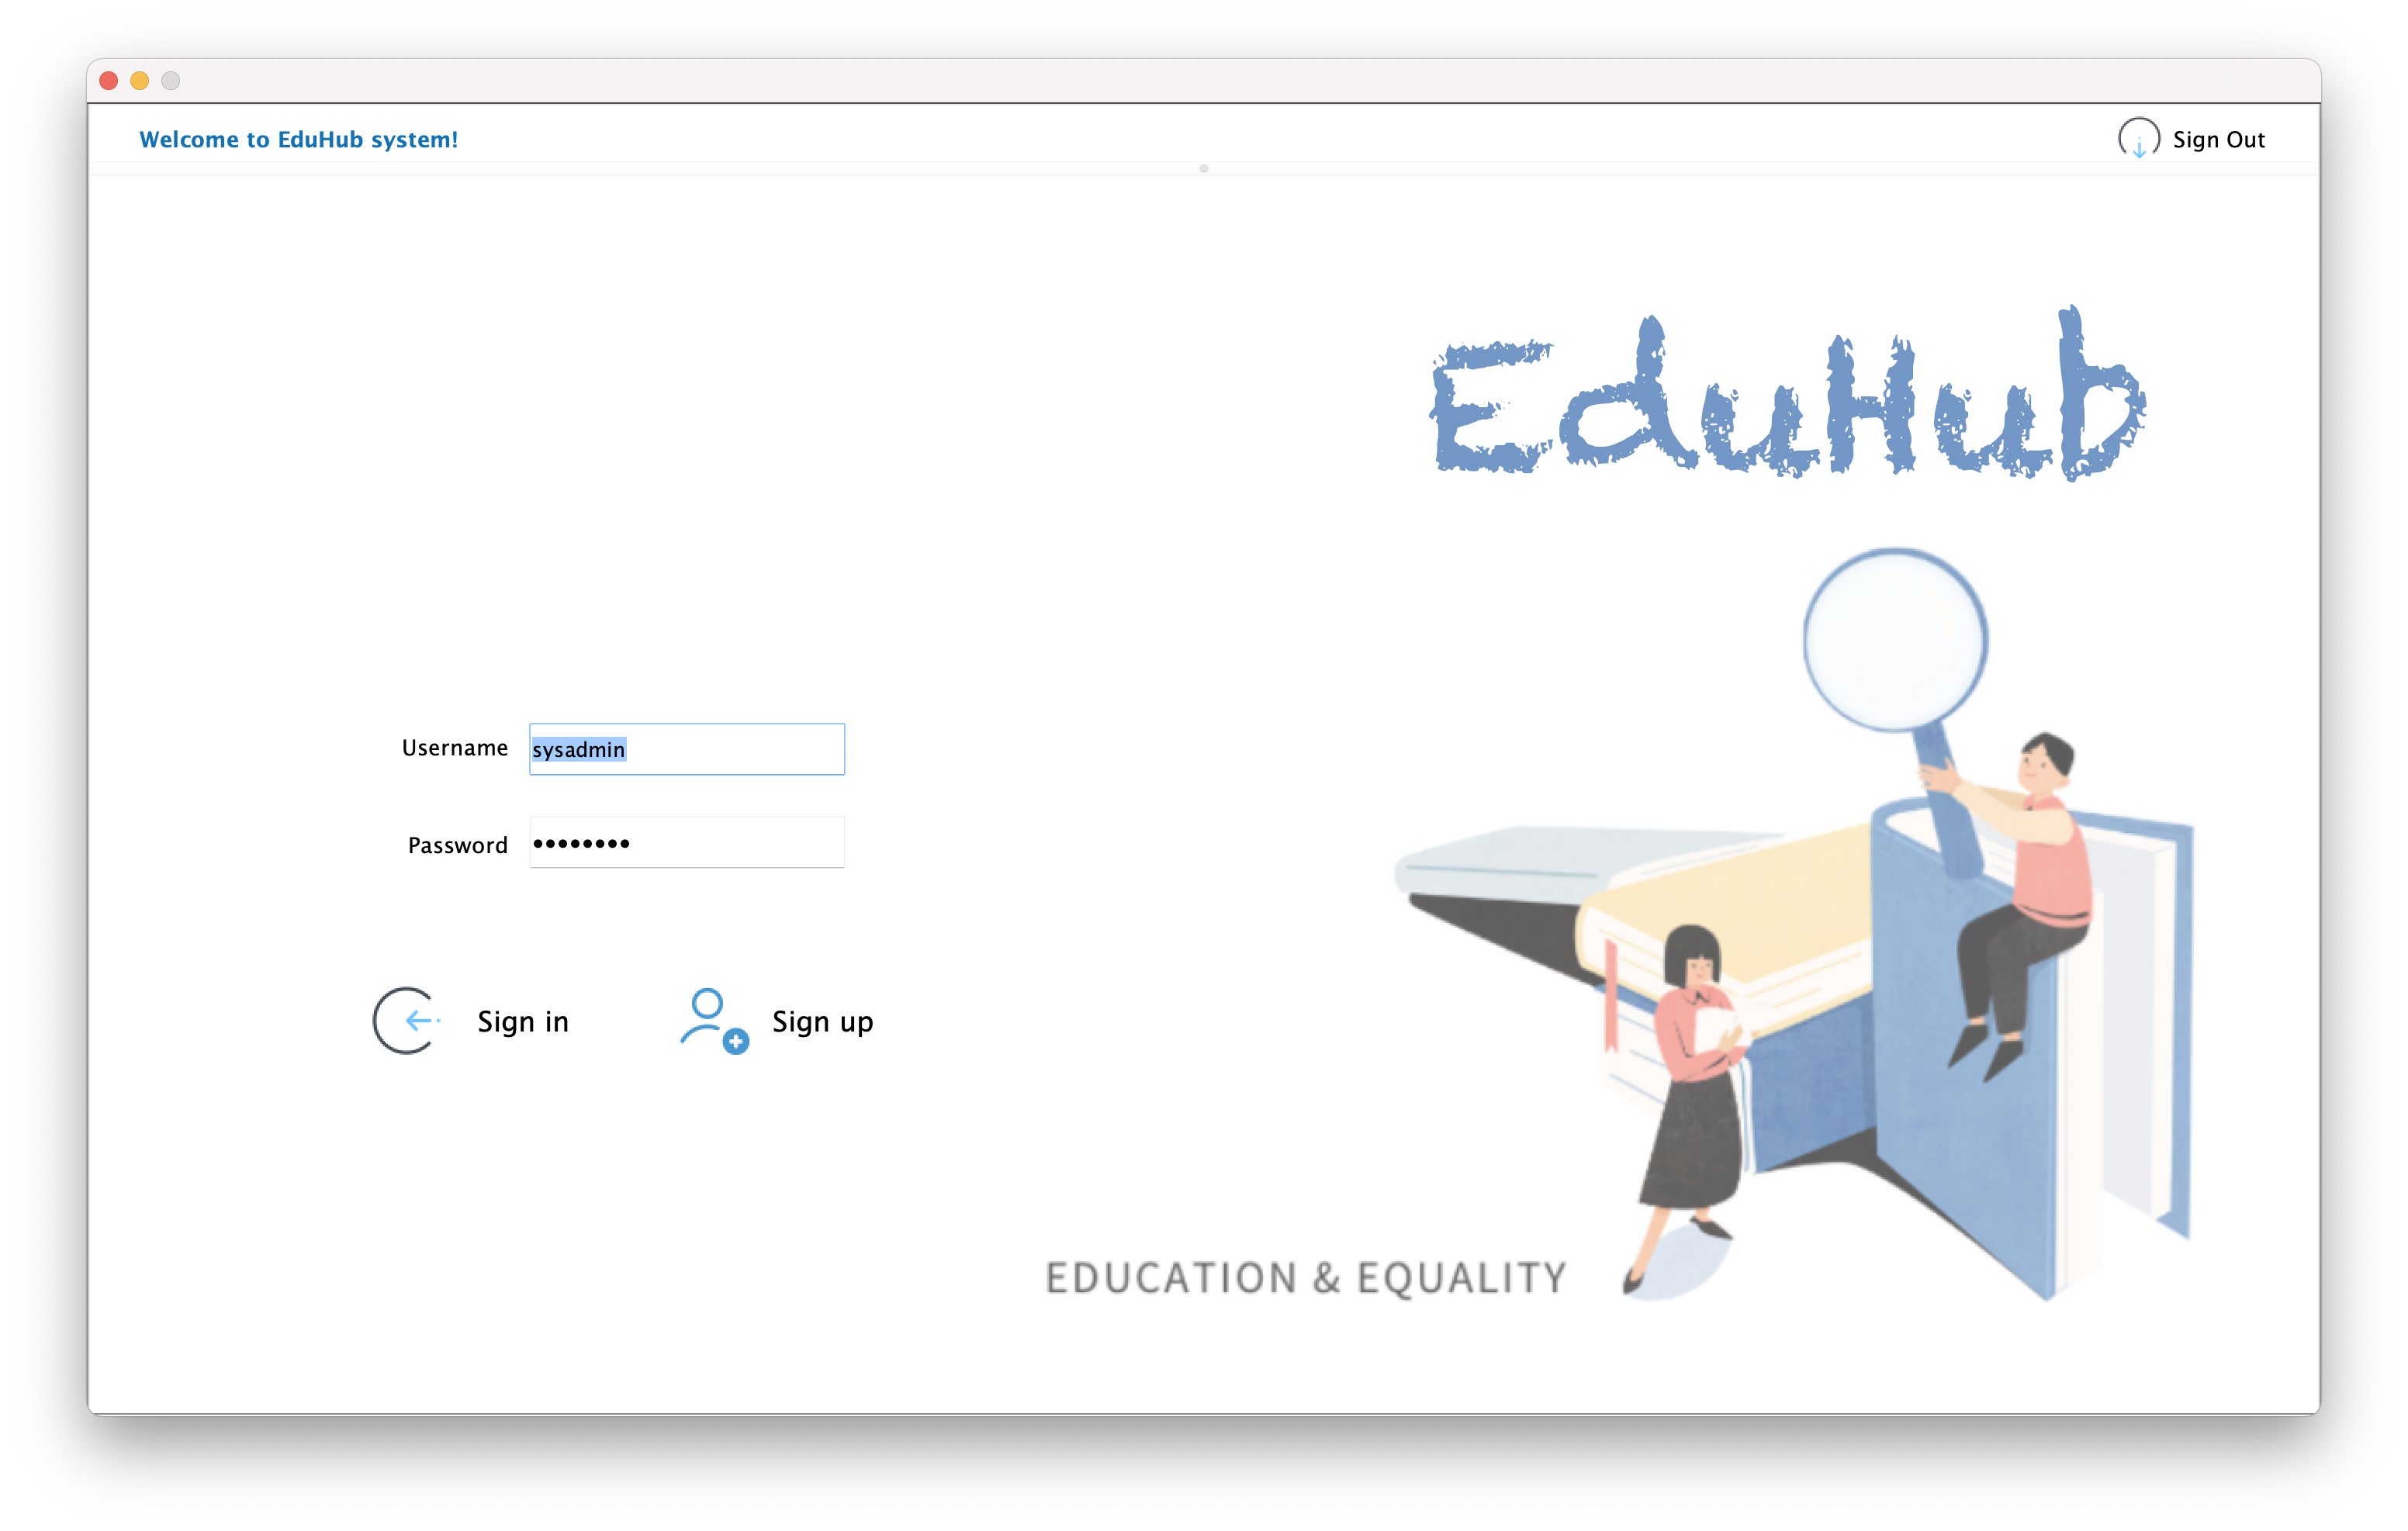 Welcome to EduHub system!
Sign Out
EduHub
Username
sysadmin
Password
••••••••
Sign in
Sign up
EDUCATION & EQUALITY